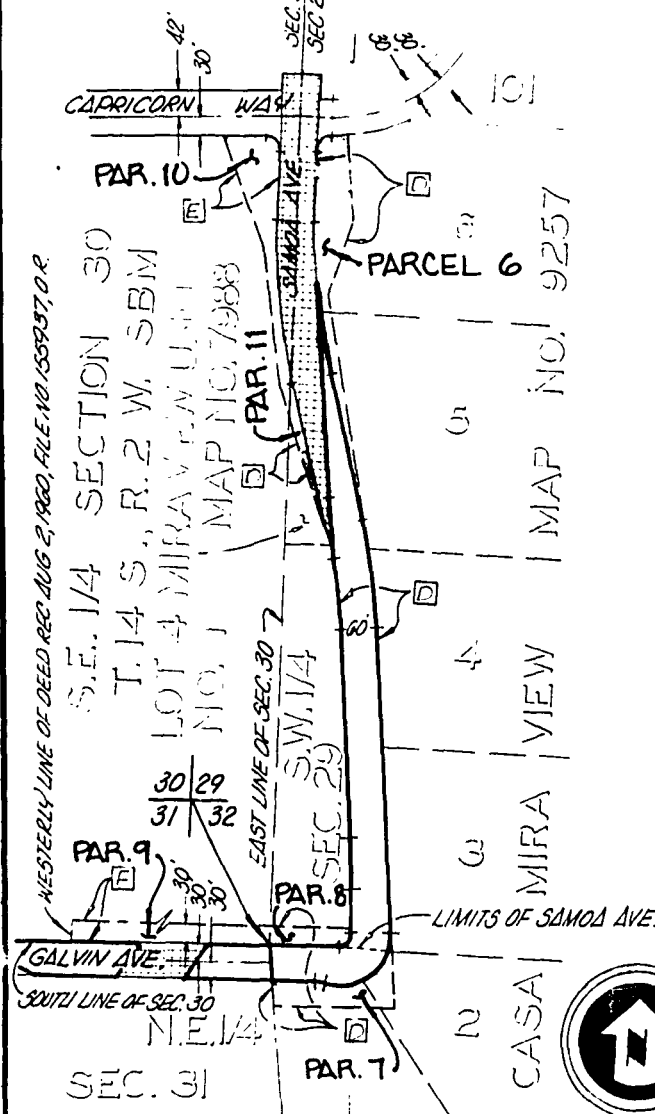 42'
30'
SEC.
SEC 2
38'
38'
101
CAPRICORN WAY
PAR. 10
E
D
SAMOA AVE
PARCEL 6
WESTERLY LINE OF DEED REC AUG 2, 1960, FILE NO. 155937, O.R.
S.E. 1/4 SECTION 30
T. 14 S., R. 2 W. SBM
LOT 4 MIRA VIEW UNIT
NO. 1 MAP NO. 7988
PAR. 11
D
5
MAP NO. 9257
D
60'
4
VIEW
EAST LINE OF SEC. 30
S.W. 1/4
SEC. 29
30 29
31 32
PAR. 9
E
30'
30'
30'
PAR. 8
3
MIRA
LIMITS OF SAMOA AVE.
GALVIN AVE.
SOUTH LINE OF SEC. 30
N.E. 1/4
D
2
CASA
SEC. 31
PAR. 7
N